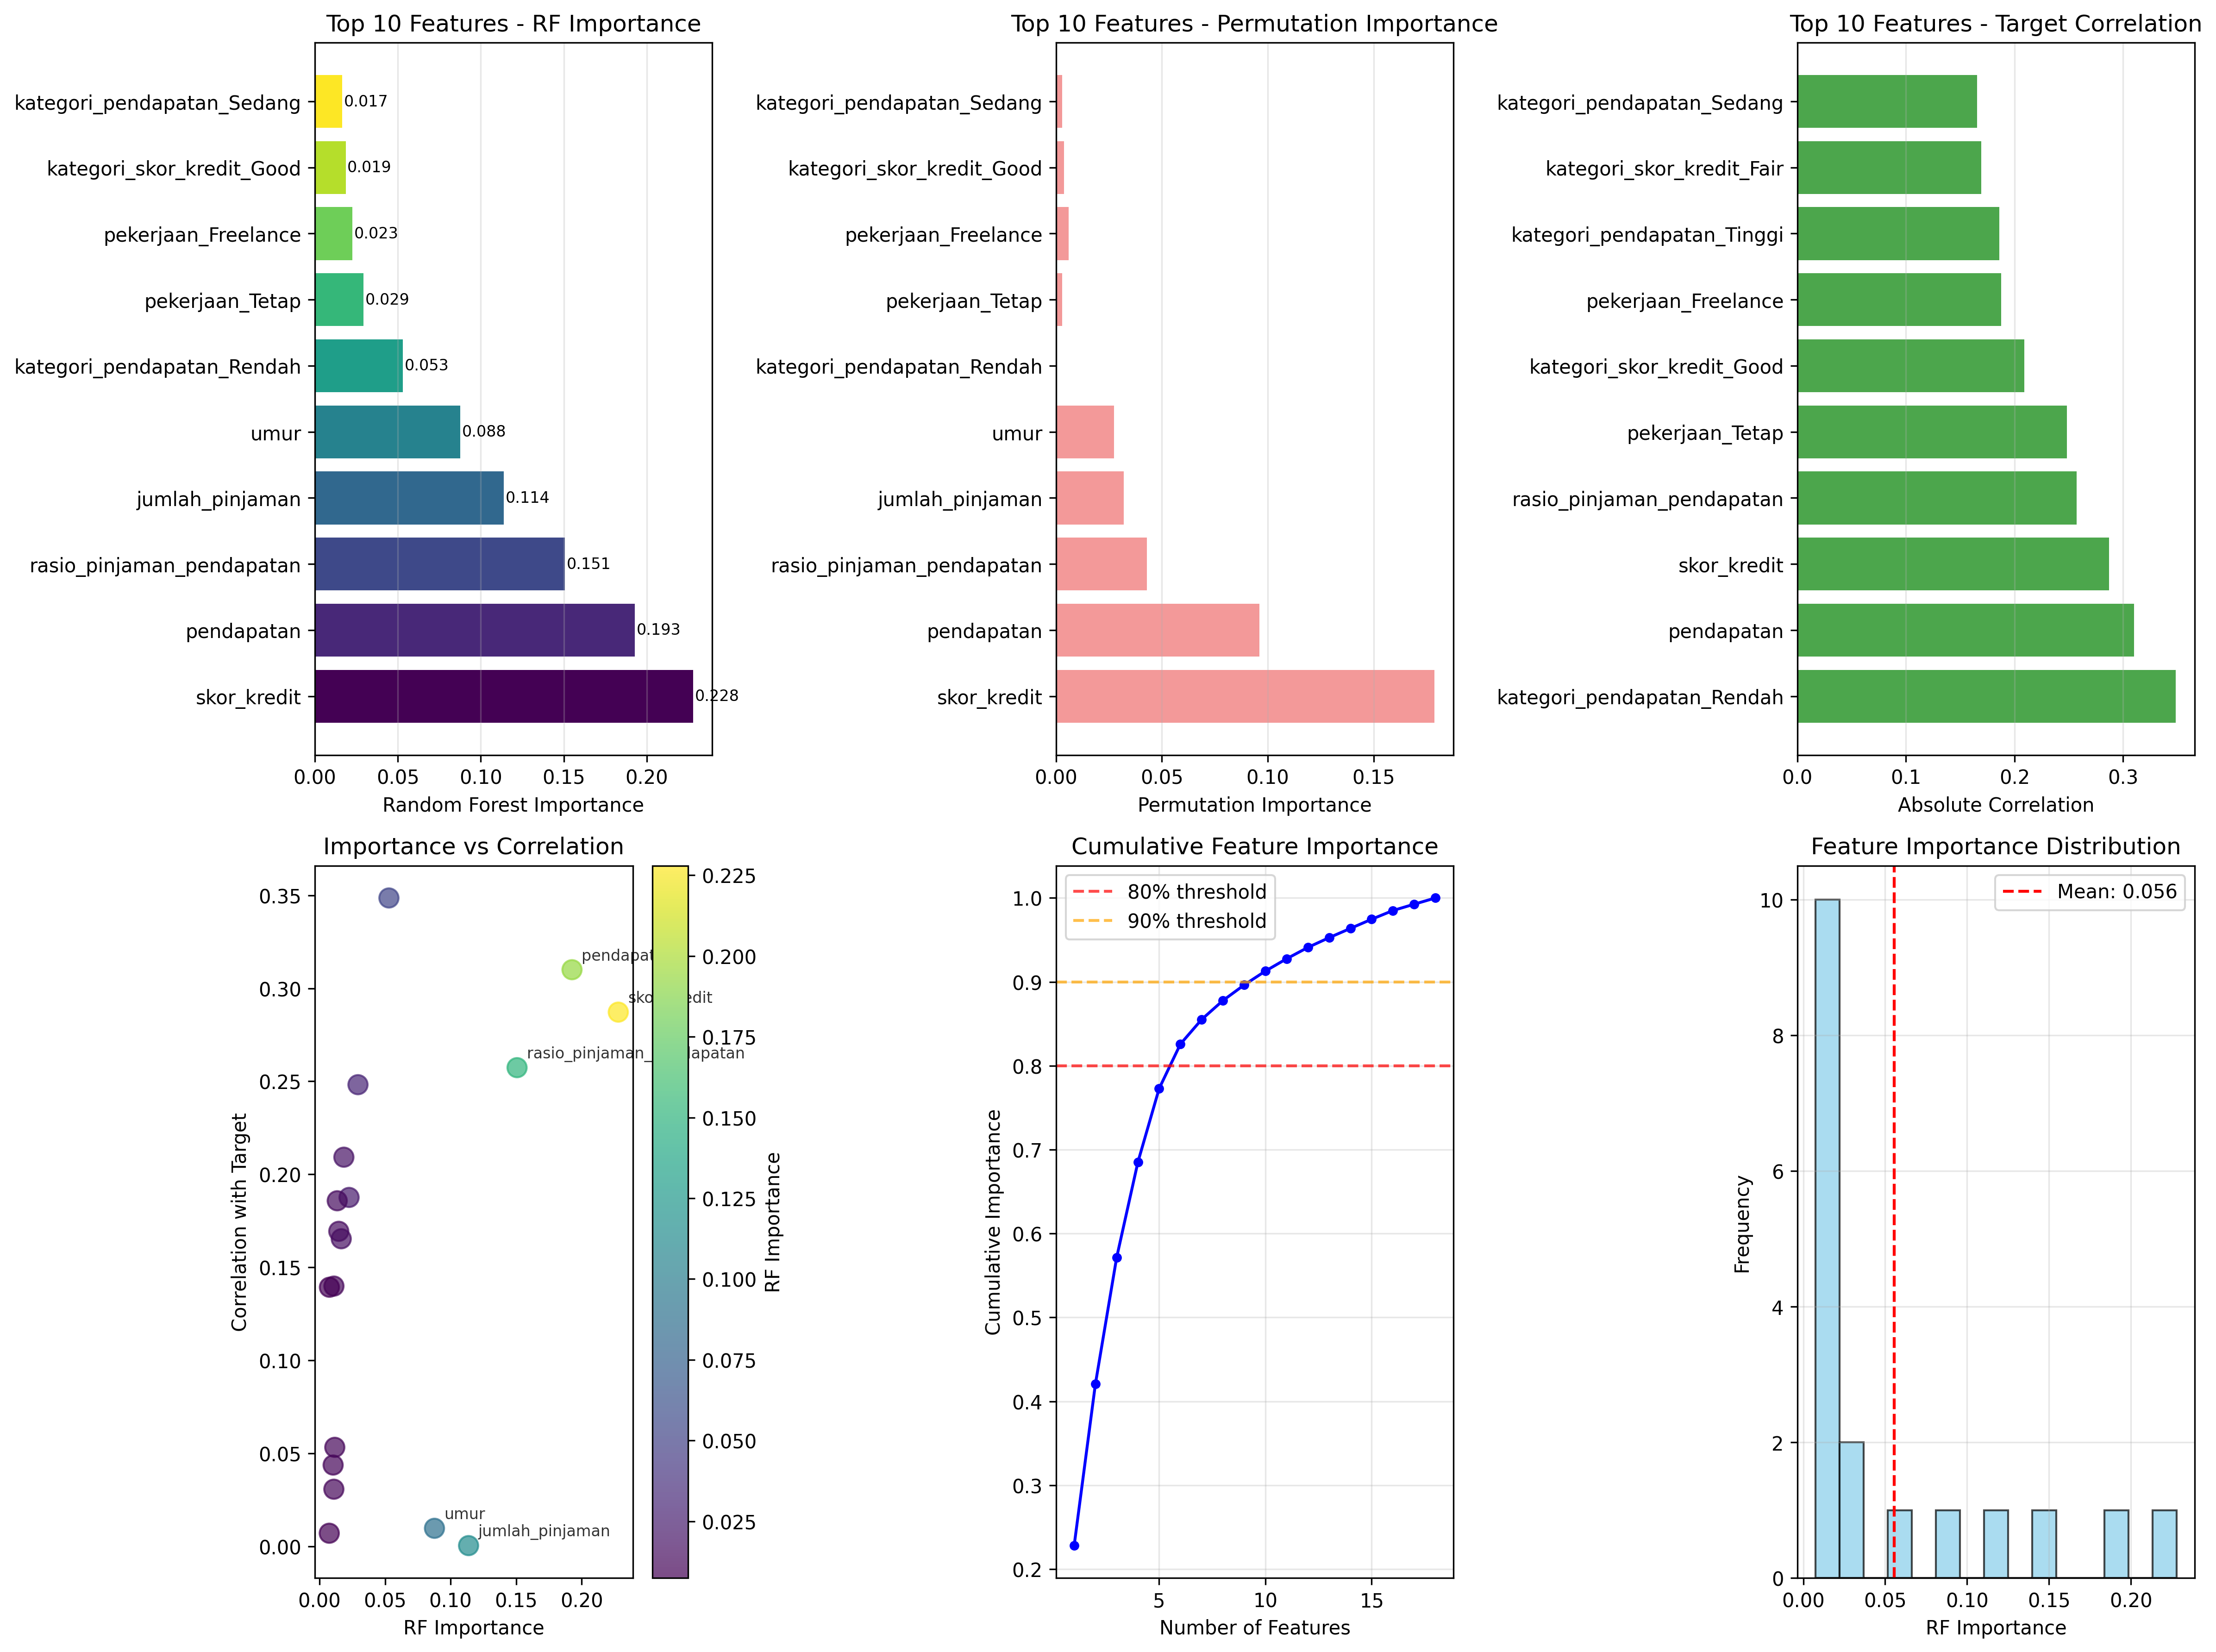 Top 10 Features - RF Importance
kategori_pendapatan_Sedang
0.017
kategori_skor_kredit_Good
0.019
pekerjaan_Freelance
0.023
pekerjaan_Tetap
0.029
kategori_pendapatan_Rendah
0.053
umur
0.088
jumlah_pinjaman
0.114
rasio_pinjaman_pendapatan
0.151
pendapatan
0.193
skor_kredit
0.228
0.00 0.05 0.10 0.15 0.20
Random Forest Importance
Top 10 Features - Permutation Importance
kategori_pendapatan_Sedang
kategori_skor_kredit_Good
pekerjaan_Freelance
pekerjaan_Tetap
kategori_pendapatan_Rendah
umur
jumlah_pinjaman
rasio_pinjaman_pendapatan
pendapatan
skor_kredit
0.00 0.05 0.10 0.15
Permutation Importance
Top 10 Features - Target Correlation
kategori_pendapatan_Sedang
kategori_skor_kredit_Fair
kategori_pendapatan_Tinggi
pekerjaan_Freelance
kategori_skor_kredit_Good
pekerjaan_Tetap
rasio_pinjaman_pendapatan
skor_kredit
pendapatan
kategori_pendapatan_Rendah
0.0 0.1 0.2 0.3
Absolute Correlation
Importance vs Correlation
Correlation with Target
0.35
0.30
0.25
0.20
0.15
0.10
0.05
0.00
umur
jumlah_pinjaman
0.00 0.05 0.10 0.15 0.20
RF Importance
0.225
0.200
0.175
0.150
0.125
0.100
0.075
0.050
0.025
RF Importance
Cumulative Feature Importance
80% threshold
90% threshold
Cumulative Importance
1.0
0.9
0.8
0.7
0.6
0.5
0.4
0.3
0.2
5 10 15
Number of Features
Feature Importance Distribution
Mean: 0.056
Frequency
10
8
6
4
2
0
0.00 0.05 0.10 0.15 0.20
RF Importance